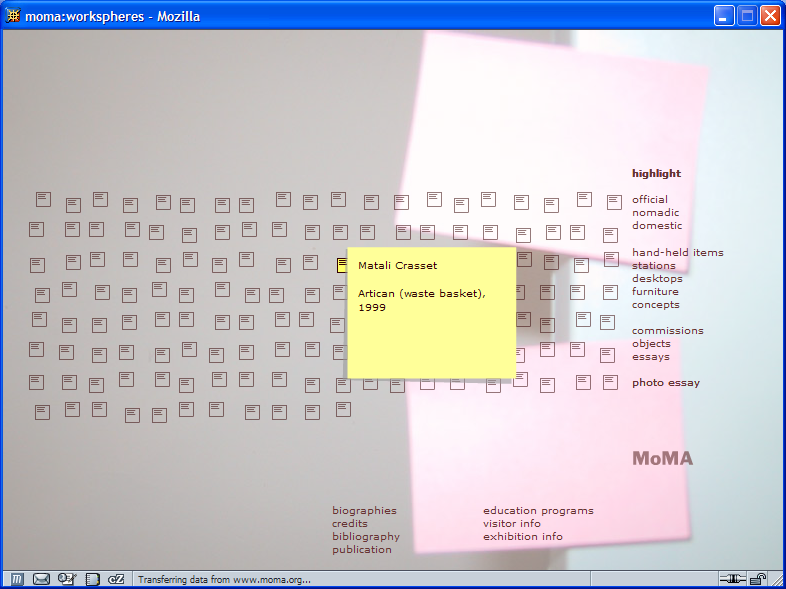 moma:workspheres - Mozilla
highlight
official
nomadic
domestic
hand-held items
stations
desktops
furniture
concepts
commissions
objects
essays
photo essay
Matali Crasset
Artican (waste basket),
1999
MoMA
biographies
credits
bibliography
publication
education programs
visitor info
exhibition info
Transferring data from www.moma.org...